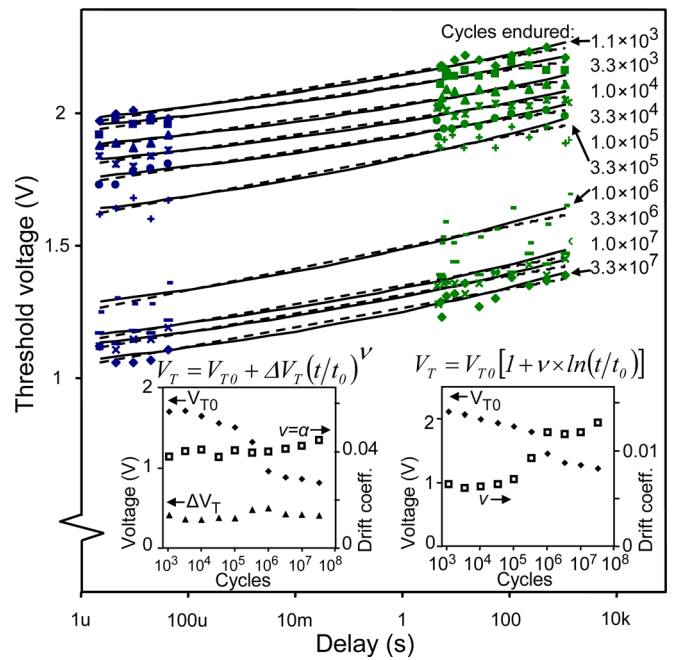 Cycles endured:
1.1×10³
3.3×10³
1.0×10⁴
3.3×10⁴
1.0×10⁵
3.3×10⁵
1.0×10⁶
3.3×10⁶
1.0×10⁷
3.3×10⁷
2
1.5
1
Threshold voltage (V)
V_T = V_T0 + ΔV_T(t/t₀)^ν
2
1
0
Voltage (V)
V_T0
ν=α
ΔV_T
0.04
0
Drift coeff.
10³ 10⁴ 10⁵ 10⁶ 10⁷ 10⁸
Cycles
V_T = V_T0[1 + ν×ln(t/t₀)]
2
1
0
Voltage (V)
V_T0
ν
0.01
0
Drift coeff.
10³ 10⁴ 10⁵ 10⁶ 10⁷ 10⁸
Cycles
1u 100u 10m 1 100 10k
Delay (s)